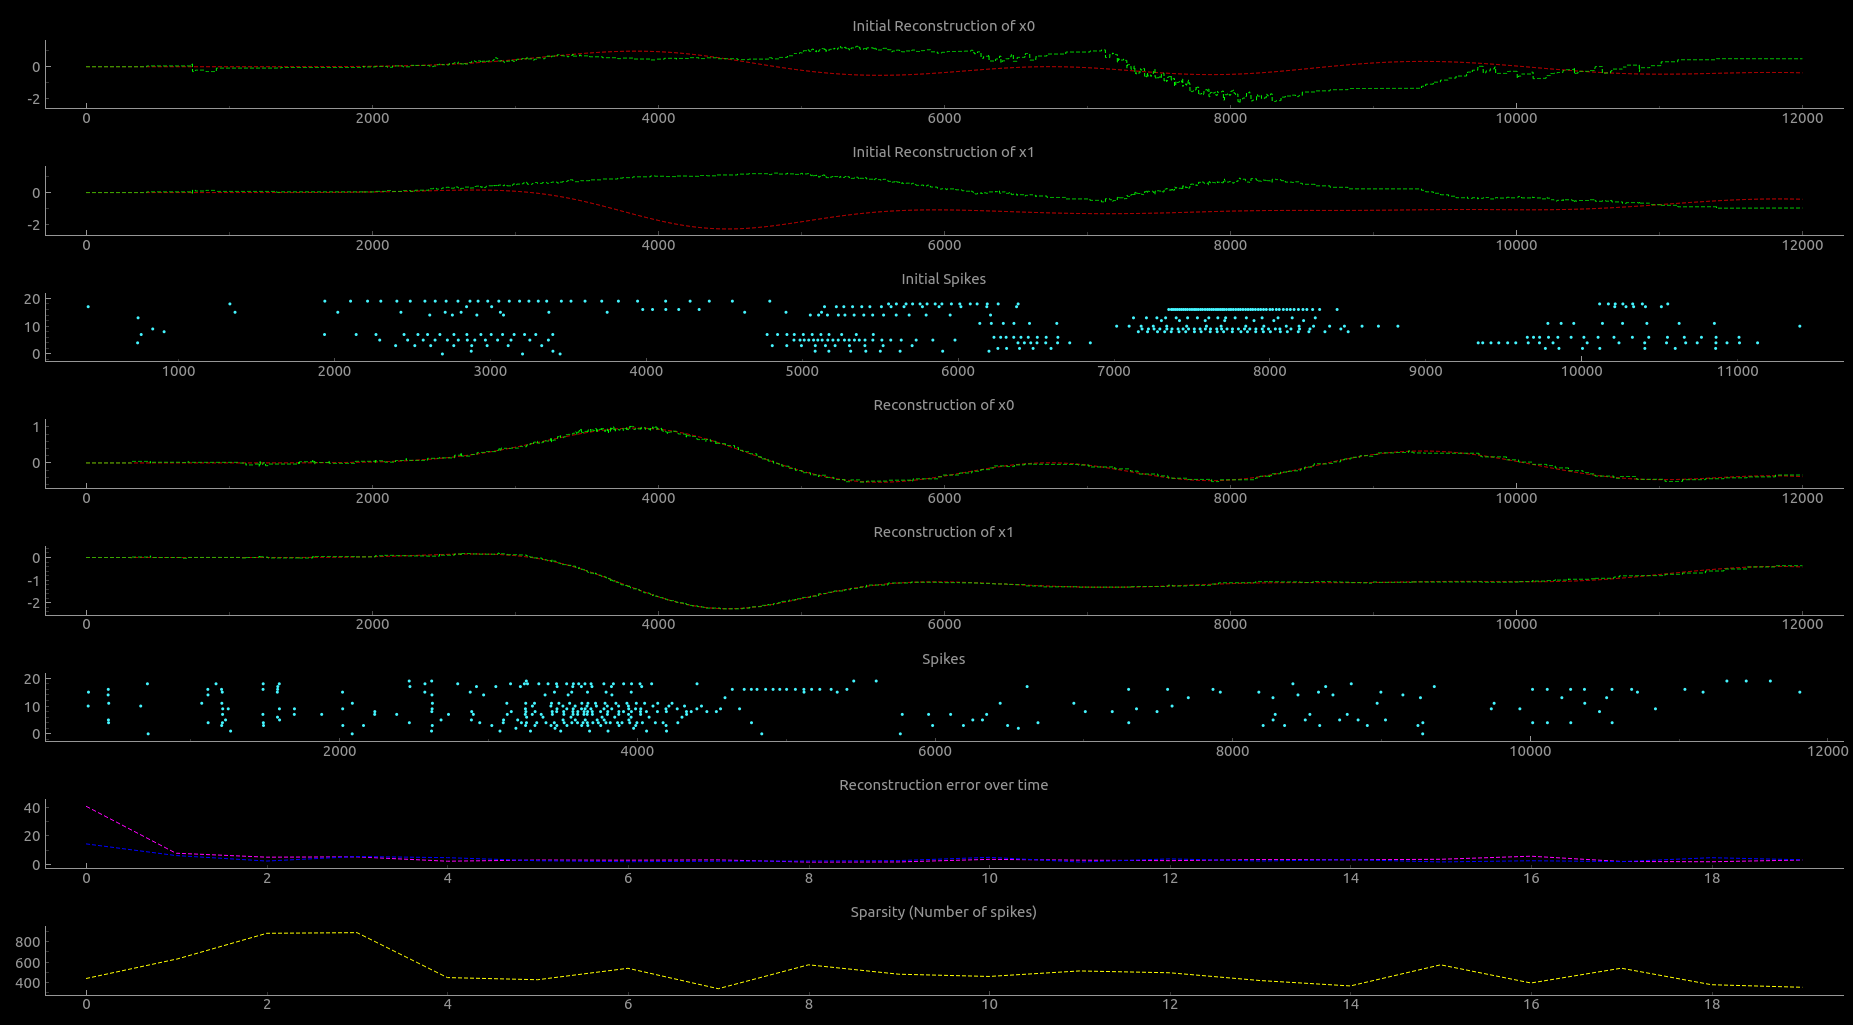 Initial Reconstruction of x0
0
-2
0 2000 4000 6000 8000 10000 12000
Initial Reconstruction of x1
0
-2
0 2000 4000 6000 8000 10000 12000
Initial Spikes
20
10
0
1000 2000 3000 4000 5000 6000 7000 8000 9000 10000 11000
Reconstruction of x0
1
0
0 2000 4000 6000 8000 10000 12000
Reconstruction of x1
0
-1
-2
0 2000 4000 6000 8000 10000 12000
Spikes
20
10
0
2000 4000 6000 8000 10000 12000
Reconstruction error over time
40
20
0
0 2 4 6 8 10 12 14 16 18
Sparsity (Number of spikes)
800
600
400
0 2 4 6 8 10 12 14 16 18